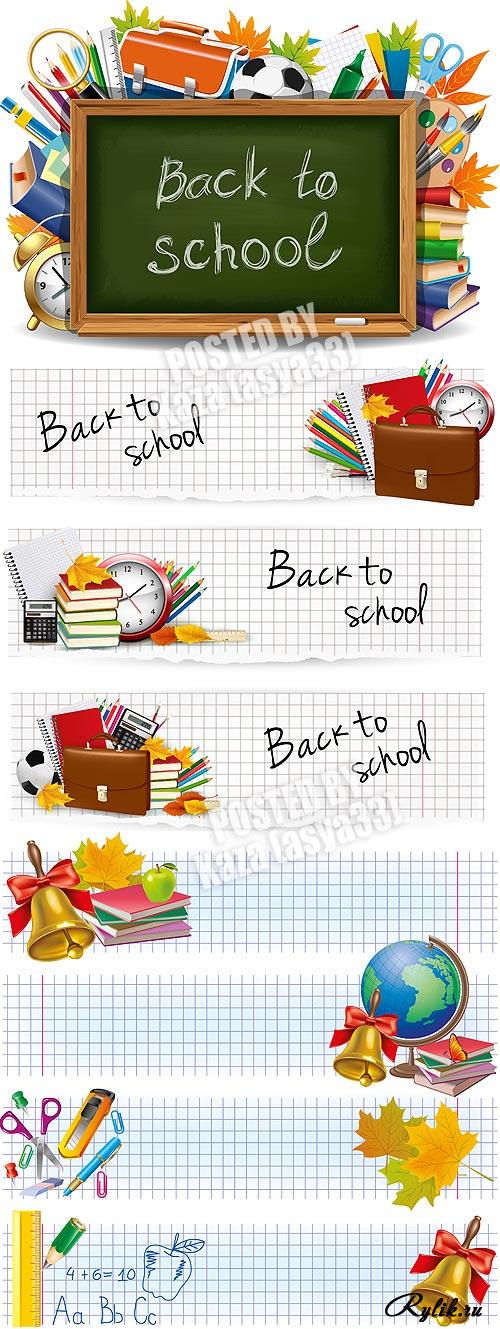 Back to
school
POSTED BY
Kaza (asya33)
Back to
school
Back to
school
Back to
school
POSTED BY
Kaza (asya33)
4+6=10
Aa Bb Cc
Rylik.ru